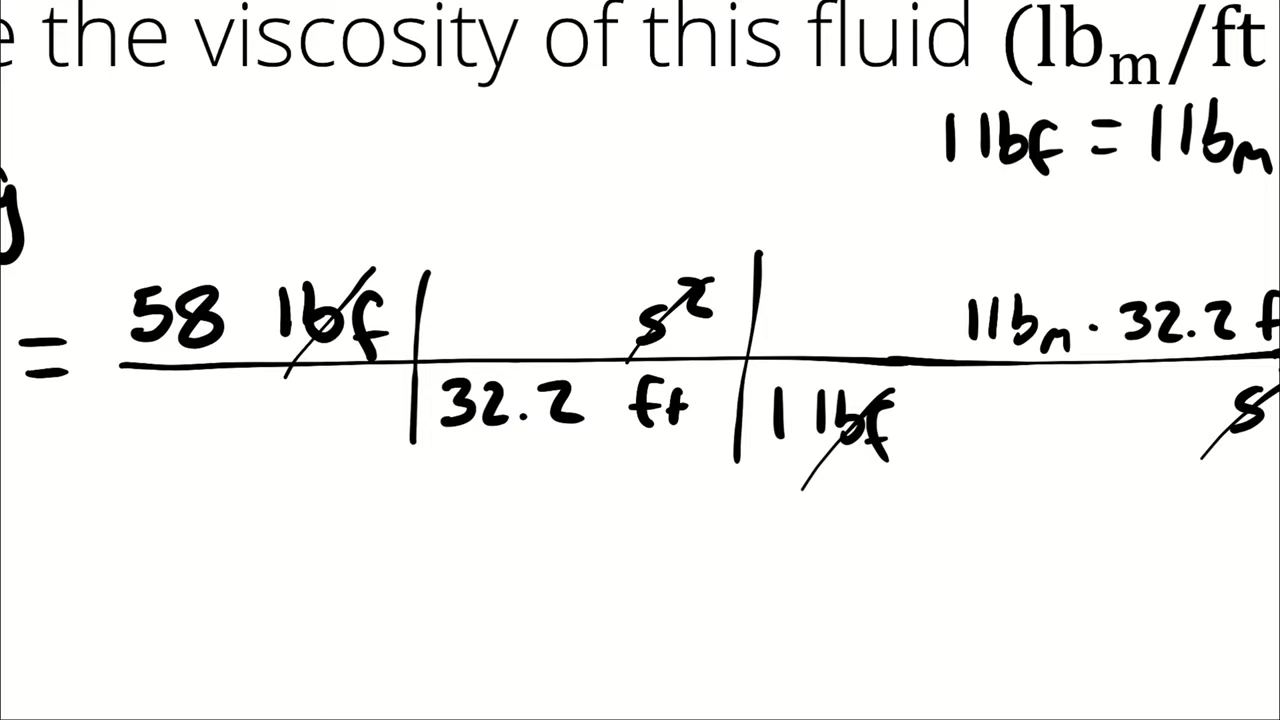 e the viscosity of this fluid (lbm/ft
1 lbf = 1 lbm
y
= 58 lbf s² 1 lbm · 32.2 f
32.2 ft 1 lbf s